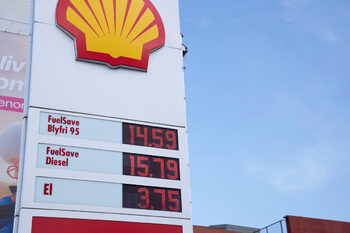 FuelSave
Blyfri 95 14.59
FuelSave
Diesel 15.79
El 3.75